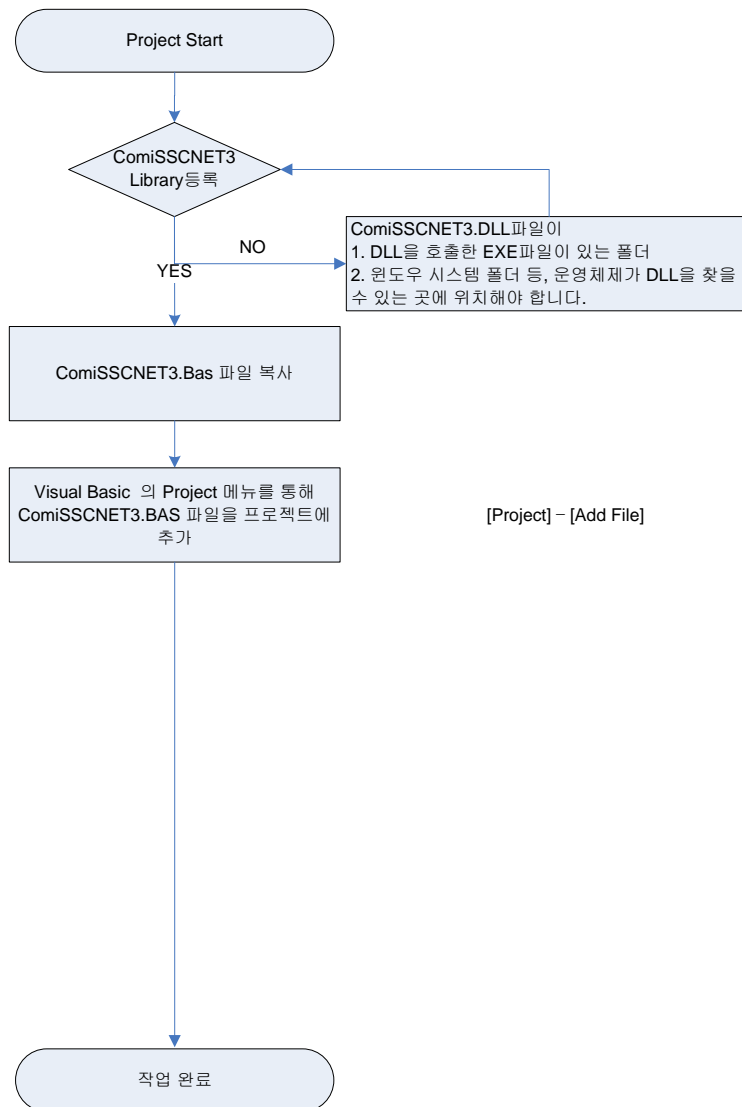 Project Start
ComiSSCNET3
Library등록
NO
YES
ComiSSCNET3.DLL파일이
1. DLL을 호출한 EXE파일이 있는 폴더
2. 윈도우 시스템 폴더 등, 운영체제가 DLL을 찾을
수 있는 곳에 위치해야 합니다.
ComiSSCNET3.Bas 파일 복사
Visual Basic 의 Project 메뉴를 통해
ComiSSCNET3.BAS 파일을 프로젝트에
추가
[Project] – [Add File]
작업 완료